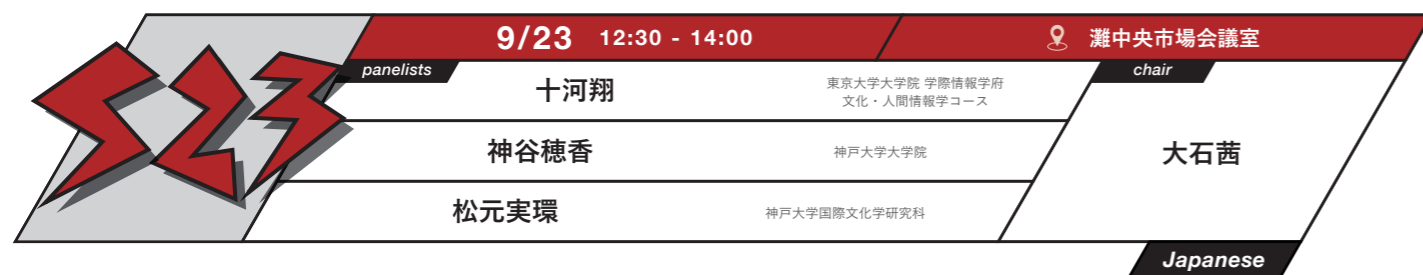 S23
9/23 12:30 - 14:00
灘中央市場会議室
panelists
chair
十河翔
東京大学大学院 学際情報学府
文化・人間情報学コース
神谷穂香
神戸大学大学院
大石茜
松元実環
神戸大学国際文化学研究科
Japanese